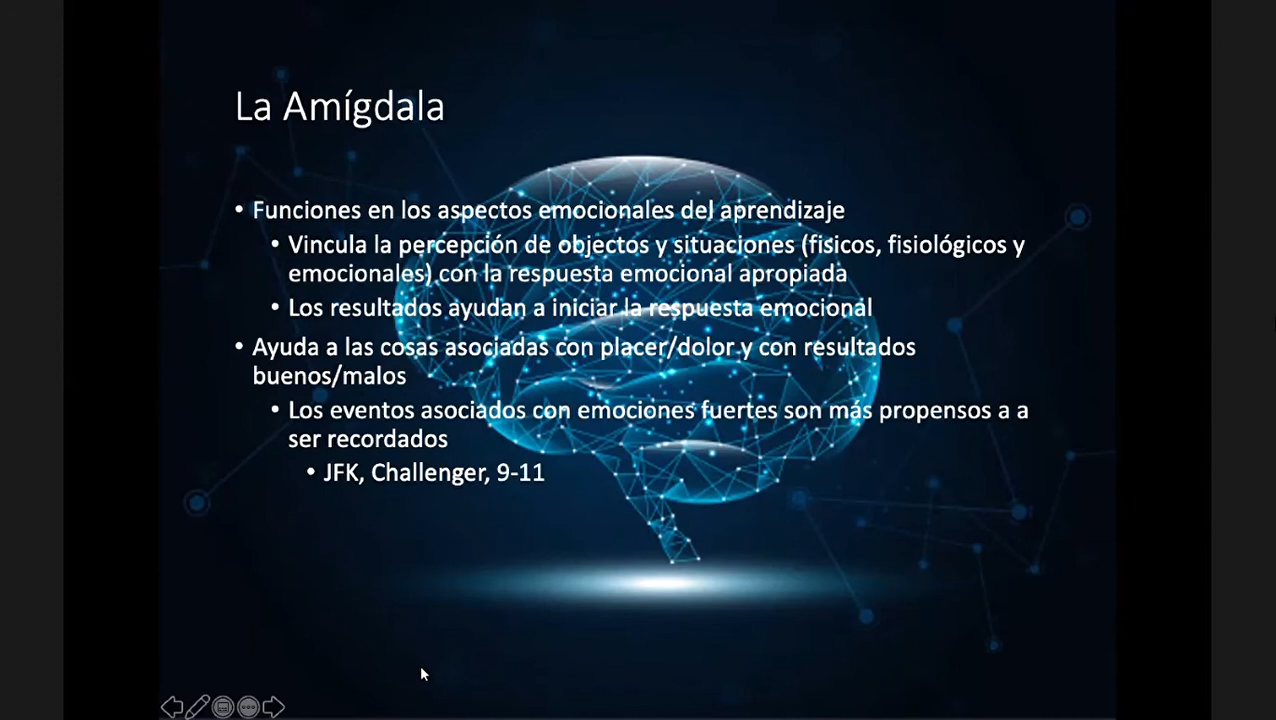 La Amígdala
• Funciones en los aspectos emocionales del aprendizaje
• Vincula la percepción de objectos y situaciones (fisicos, fisiológicos y
emocionales) con la respuesta emocional apropiada
• Los resultados ayudan a iniciar la respuesta emocional
• Ayuda a las cosas asociadas con placer/dolor y con resultados
buenos/malos
• Los eventos asociados con emociones fuertes son más propensos a a
ser recordados
• JFK, Challenger, 9-11